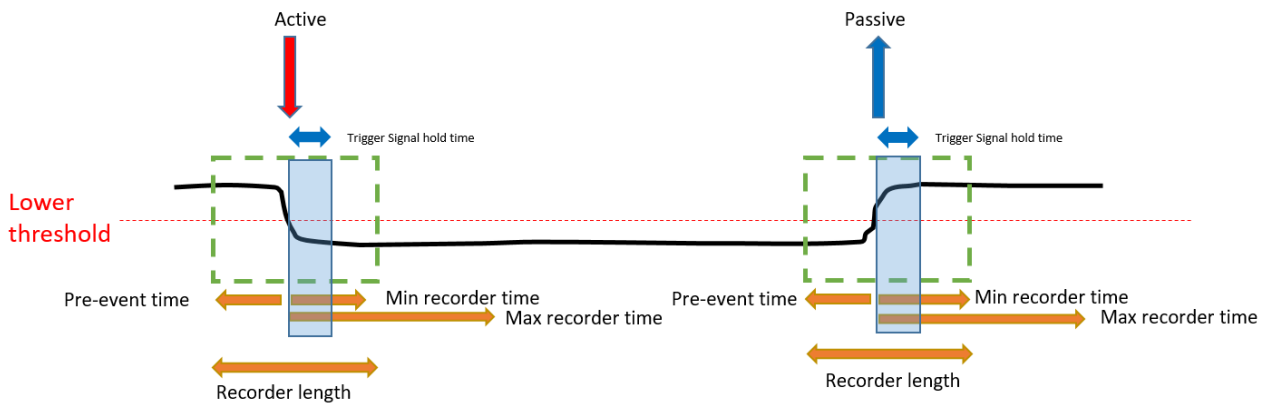 Active
Passive
Trigger Signal hold time
Trigger Signal hold time
Lower
threshold
Pre-event time
Min recorder time
Pre-event time
Min recorder time
Max recorder time
Max recorder time
Recorder length
Recorder length